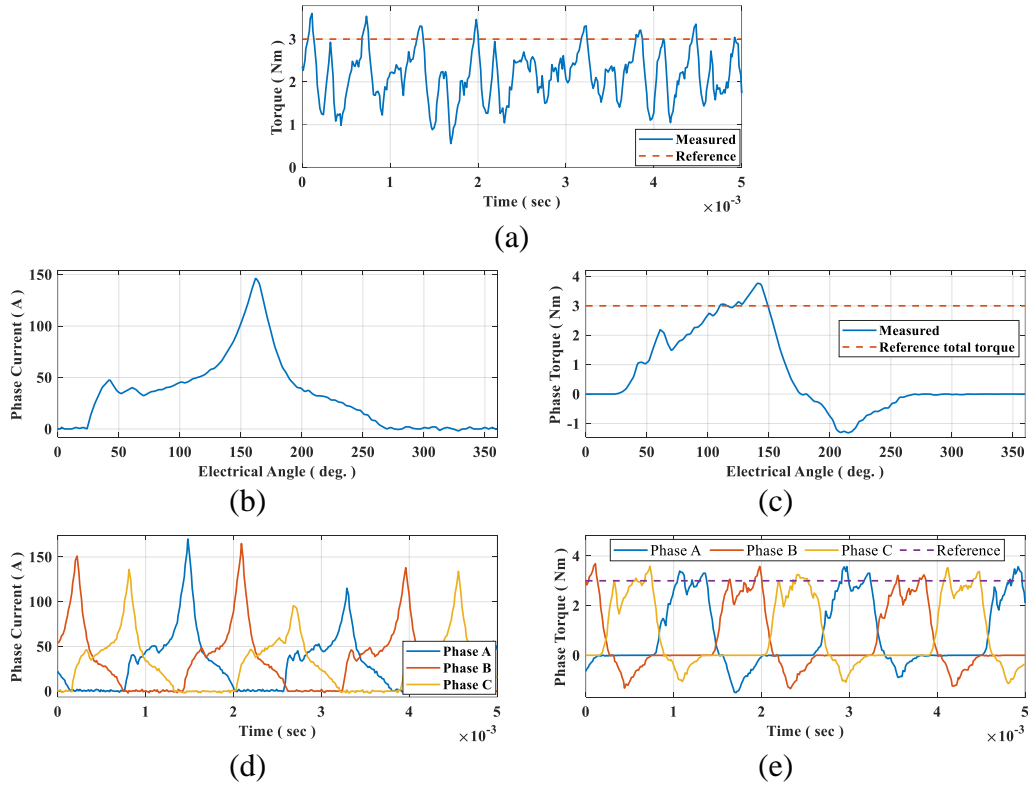 Torque ( Nm )
3
2
1
0
Measured
Reference
0 1 2 3 4 5
Time ( sec )
×10⁻³
(a)
Phase Current ( A )
150
100
50
0
0 50 100 150 200 250 300 350
Electrical Angle ( deg. )
(b)
Phase Torque ( Nm )
4
3
2
0
-1
Measured
Reference total torque
0 50 100 150 200 250 300 350
Electrical Angle ( deg. )
(c)
Phase Current ( A )
150
100
50
0
Phase A
Phase B
Phase C
0 1 2 3 4 5
Time ( sec )
×10⁻³
(d)
Phase Torque ( Nm )
4
2
0
Phase A Phase B Phase C Reference
0 1 2 3 4 5
Time ( sec )
×10⁻³
(e)